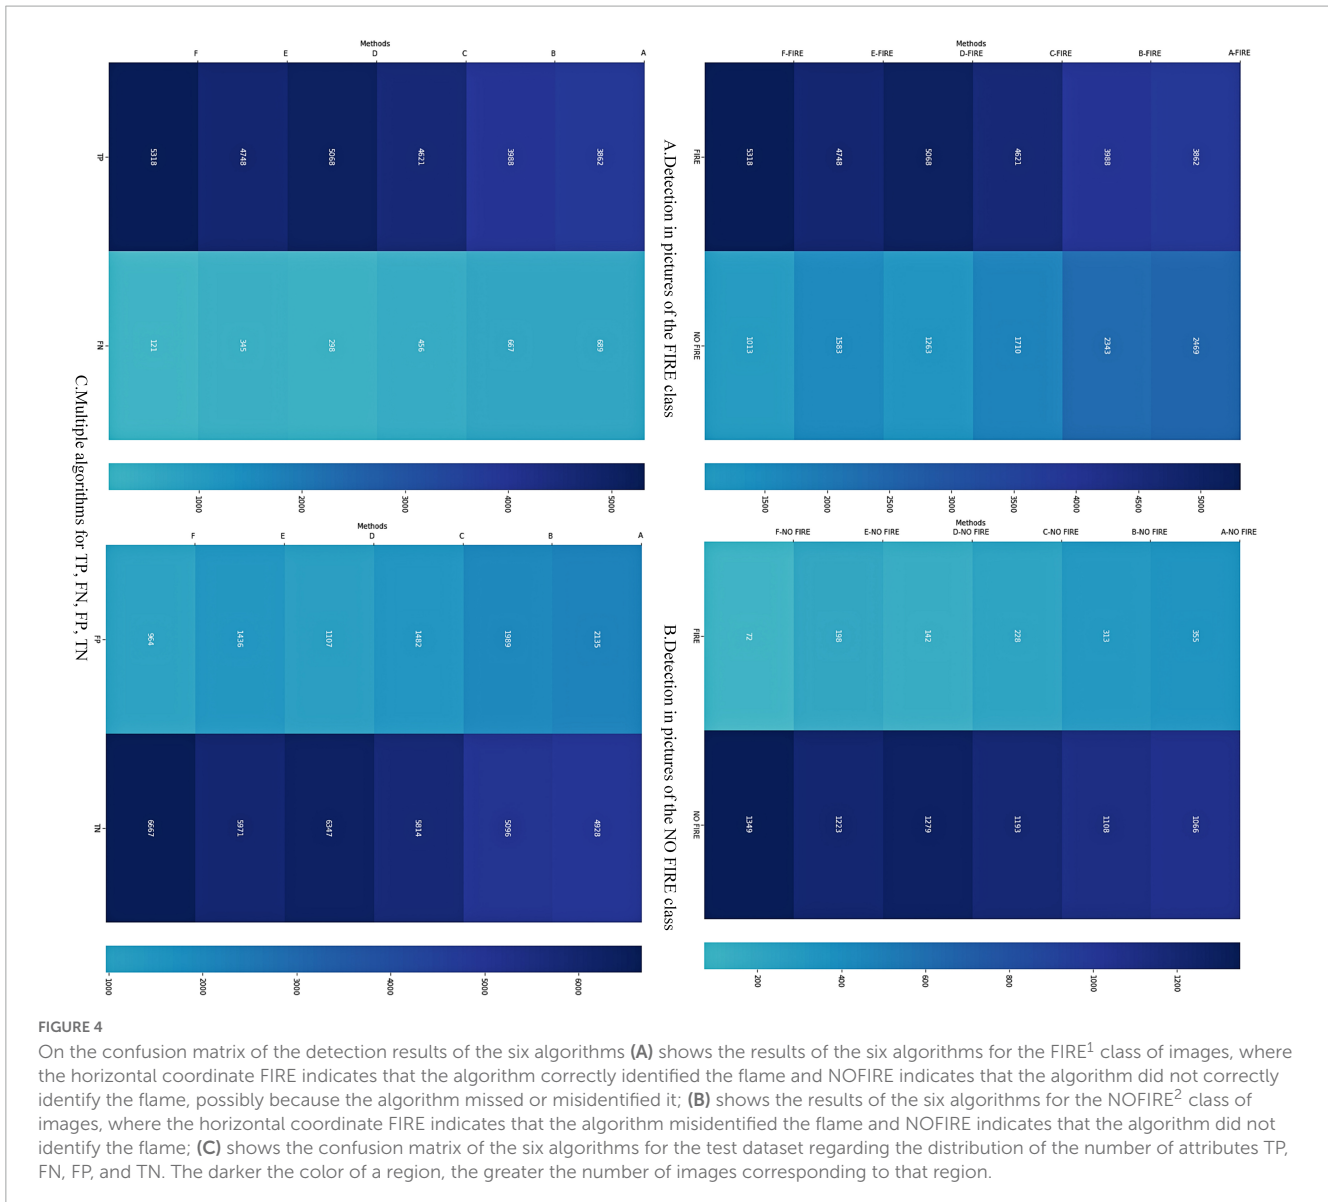 Methods
F E D C B A
TP 5318 4748 5068 4621 3988 3862
FN 121 345 298 456 667 689
1000 2000 3000 4000 5000
Methods
F-FIRE E-FIRE D-FIRE C-FIRE B-FIRE A-FIRE
FIRE 5318 4748 5068 4621 3988 3862
NO FIRE 1013 1583 1263 1710 2343 2469
1500 2000 2500 3000 3500 4000 4500 5000
A.Detection in pictures of the FIRE class
Methods
F E D C B A
FP 964 1436 1107 1482 1989 2135
TN 6667 5971 6347 5814 5096 4928
1000 2000 3000 4000 5000 6000
C.Multiple algorithms for TP, FN, FP, TN
Methods
F-NO FIRE E-NO FIRE D-NO FIRE C-NO FIRE B-NO FIRE A-NO FIRE
FIRE 72 198 142 228 313 355
NO FIRE 1349 1223 1279 1193 1108 1066
200 400 600 800 1000 1200
B.Detection in pictures of the NO FIRE class
FIGURE 4
On the confusion matrix of the detection results of the six algorithms (A) shows the results of the six algorithms for the FIRE1 class of images, where
the horizontal coordinate FIRE indicates that the algorithm correctly identified the flame and NOFIRE indicates that the algorithm did not correctly
identify the flame, possibly because the algorithm missed or misidentified it; (B) shows the results of the six algorithms for the NOFIRE2 class of
images, where the horizontal coordinate FIRE indicates that the algorithm misidentified the flame and NOFIRE indicates that the algorithm did not
identify the flame; (C) shows the confusion matrix of the six algorithms for the test dataset regarding the distribution of the number of attributes TP,
FN, FP, and TN. The darker the color of a region, the greater the number of images corresponding to that region.